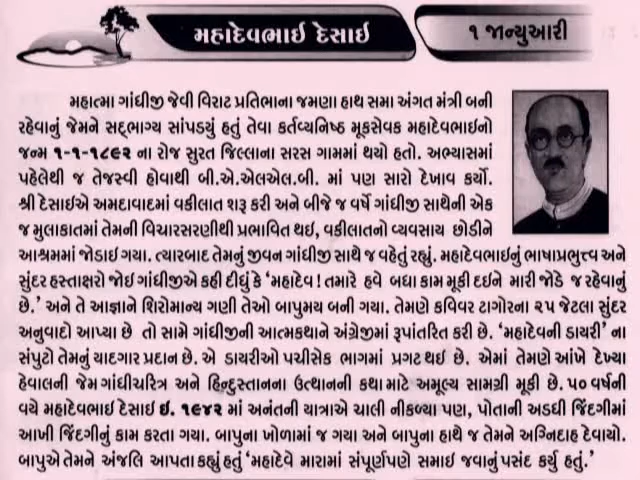 મહાદેવભાઈ દેસાઈ
૧ જાન્યુઆરી
મહાત્મા ગાંધીજી જેવી વિરાટ પ્રતિભાના જમણા હાથ સમા અંગત મંત્રી બની
રહેવાનું જેમને સદ્‌ભાગ્ય સાંપડ્યું હતું તેવા કર્તવ્યનિષ્ઠ મૂકસેવક મહાદેવભાઈનો
જન્મ ૧-૧-૧૮૯૨ ના રોજ સુરત જિલ્લાના સરસ ગામમાં થયો હતો. અભ્યાસમાં
પહેલેથી જ તેજસ્વી હોવાથી બી.એ.એલએલ.બી. માં પણ સારો દેખાવ કર્યો.
શ્રી દેસાઈએ અમદાવાદમાં વકીલાત શરૂ કરી અને બીજે જ વર્ષે ગાંધીજી સાથેની એક
જ મુલાકાતમાં તેમની વિચારસરણીથી પ્રભાવિત થઇ, વકીલાતનો વ્યવસાય છોડીને
આશ્રમમાં જોડાઈ ગયા. ત્યારબાદ તેમનું જીવન ગાંધીજી સાથે જ વહેતું રહ્યું. મહાદેવભાઈનું ભાષાપ્રભુત્ત્વ અને
સુંદર હસ્તાક્ષરો જોઈ ગાંધીજીએ કહી દીધું કે ‘મહાદેવ ! તમારે હવે બધા કામ મૂકી દઇને મારી જોડે જ રહેવાનું
છે.’ અને તે આજ્ઞાને શિરોમાન્ય ગણી તેઓ બાપુમય બની ગયા. તેમણે કવિવર ટાગોરના ૨૫ જેટલા સુંદર
અનુવાદો આપ્યા છે તો સામે ગાંધીજીની આત્મકથાને અંગ્રેજીમાં રૂપાંતરિત કરી છે. ‘મહાદેવની ડાયરી’ ના
સંપુટો તેમનું યાદગાર પ્રદાન છે. એ ડાયરીઓ પચીસેક ભાગમાં પ્રગટ થઇ છે. એમાં તેમણે આંખે દેખ્યા
હેવાલની જેમ ગાંધીચરિત્ર અને હિન્દુસ્તાનના ઉત્થાનની કથા માટે અમૂલ્ય સામગ્રી મૂકી છે. ૫૦ વર્ષની
વયે મહાદેવભાઈ દેસાઈ ઇ. ૧૯૪૨ માં અનંતની યાત્રાએ ચાલી નીકળ્યા પણ, પોતાની અડધી જિંદગીમાં
આખી જિંદગીનું કામ કરતા ગયા. બાપુના ખોળામાં જ ગયા અને બાપુના હાથે જ તેમને અગ્નિદાહ દેવાયો.
બાપુએ તેમને અંજલિ આપતા કહ્યું હતું ‘મહાદેવે મારામાં સંપૂર્ણપણે સમાઈ જવાનું પસંદ કર્યુ હતું.’